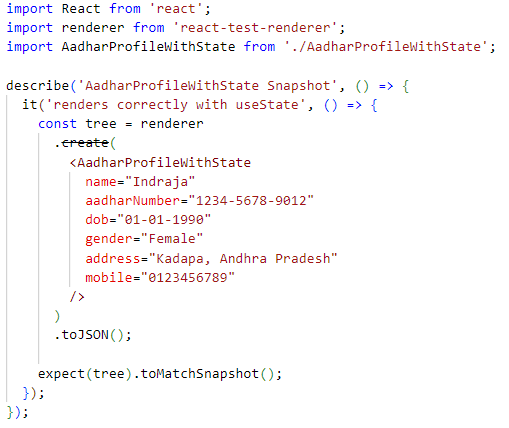 import React from 'react';
import renderer from 'react-test-renderer';
import AadharProfileWithState from './AadharProfileWithState';

describe('AadharProfileWithState Snapshot', () => {
  it('renders correctly with useState', () => {
    const tree = renderer
      .create(
        <AadharProfileWithState
          name="Indraja"
          aadharNumber="1234-5678-9012"
          dob="01-01-1990"
          gender="Female"
          address="Kadapa, Andhra Pradesh"
          mobile="0123456789"
        />
      )
      .toJSON();

    expect(tree).toMatchSnapshot();
  });
});